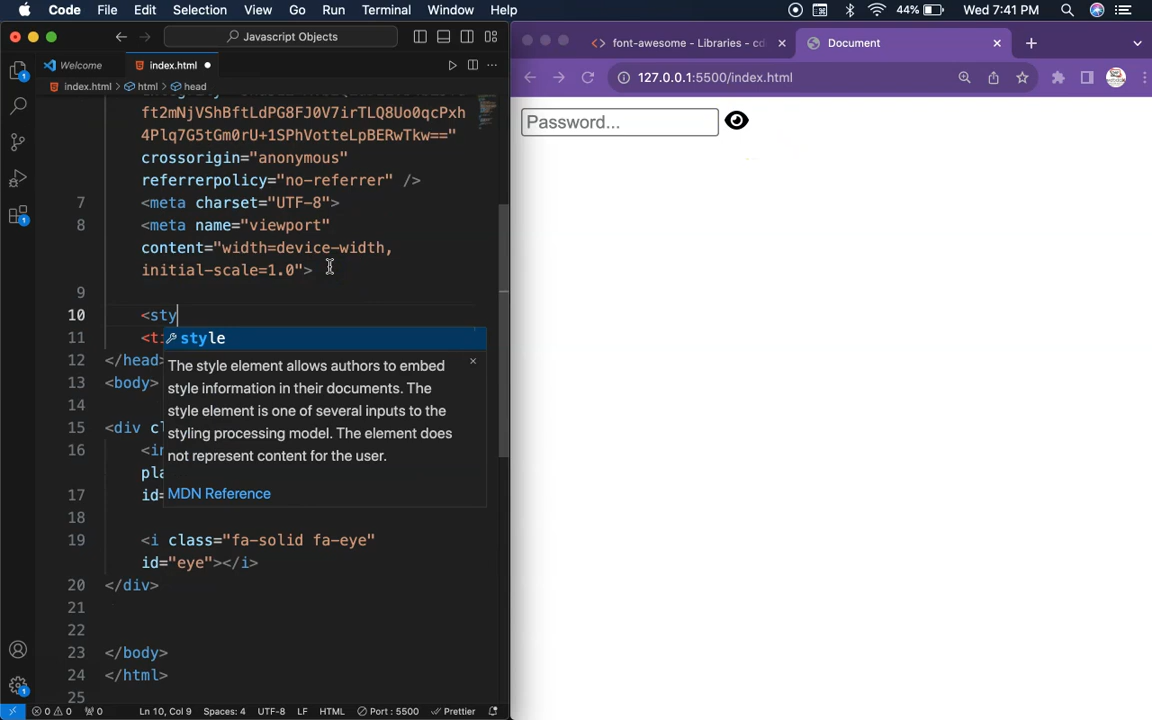 Code File Edit Selection View Go Run Terminal Window Help 44% Wed 7:41 PM
Javascript Objects
font-awesome - Libraries - cd
Document
Welcome
index.html
127.0.0.1:5500/index.html
index.html > html > head
ft2mNjVShBftLdPG8FJ0V7irTLQ8Uo0qcPxh
4Plq7G5tGm0rU+1SPhVotteLpBERwTkw=="
crossorigin="anonymous"
referrerpolicy="no-referrer" />
7 <meta charset="UTF-8">
8 <meta name="viewport"
content="width=device-width,
initial-scale=1.0">
9
10 <sty
11 <ti
12 </head>
13 <body>
14
15 <div cl
16 <in
pla
17 id=
18
19 <i class="fa-solid fa-eye"
id="eye"></i>
20 </div>
21
22
23 </body>
24 </html>
25
style
The style element allows authors to embed
style information in their documents. The
style element is one of several inputs to the
styling processing model. The element does
not represent content for the user.
MDN Reference
Password...
0 0 0 Ln 10, Col 9 Spaces: 4 UTF-8 LF HTML Port : 5500 Prettier